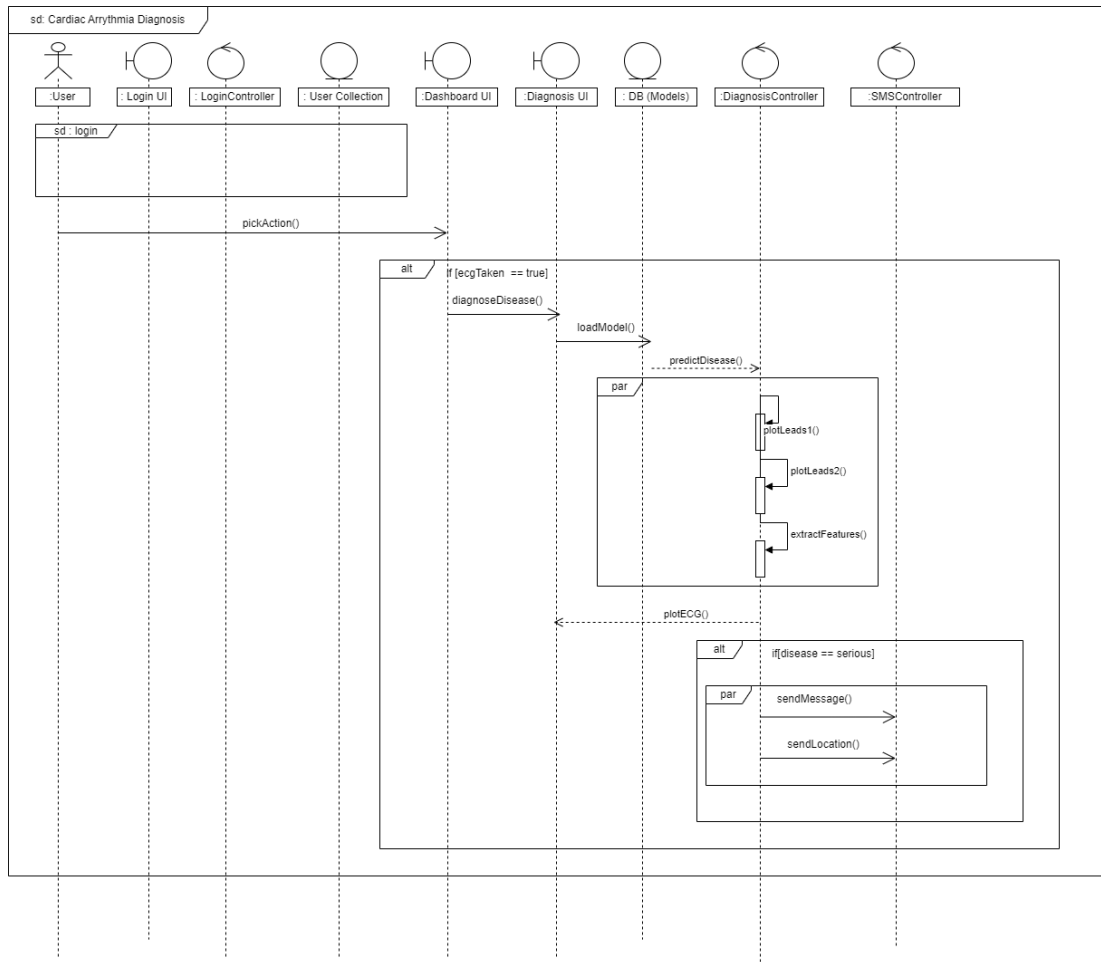 sd: Cardiac Arrythmia Diagnosis
:User
: Login UI
: LoginController
: User Collection
:Dashboard UI
:Diagnosis UI
: DB (Models)
:DiagnosisController
:SMSController
sd : login
pickAction()
alt
if [ecgTaken == true]
diagnoseDisease()
loadModel()
predictDisease()
par
plotLeads1()
plotLeads2()
extractFeatures()
plotECG()
alt
if[disease == serious]
par
sendMessage()
sendLocation()